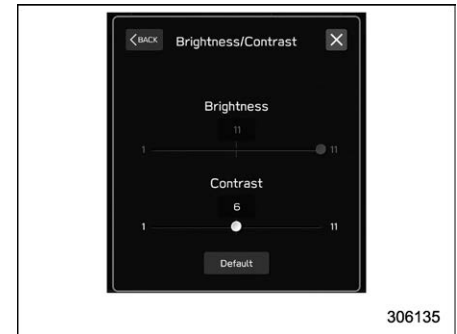 BACK Brightness/Contrast X
Brightness
11
1 11
Contrast
6
1 11
Default
306135